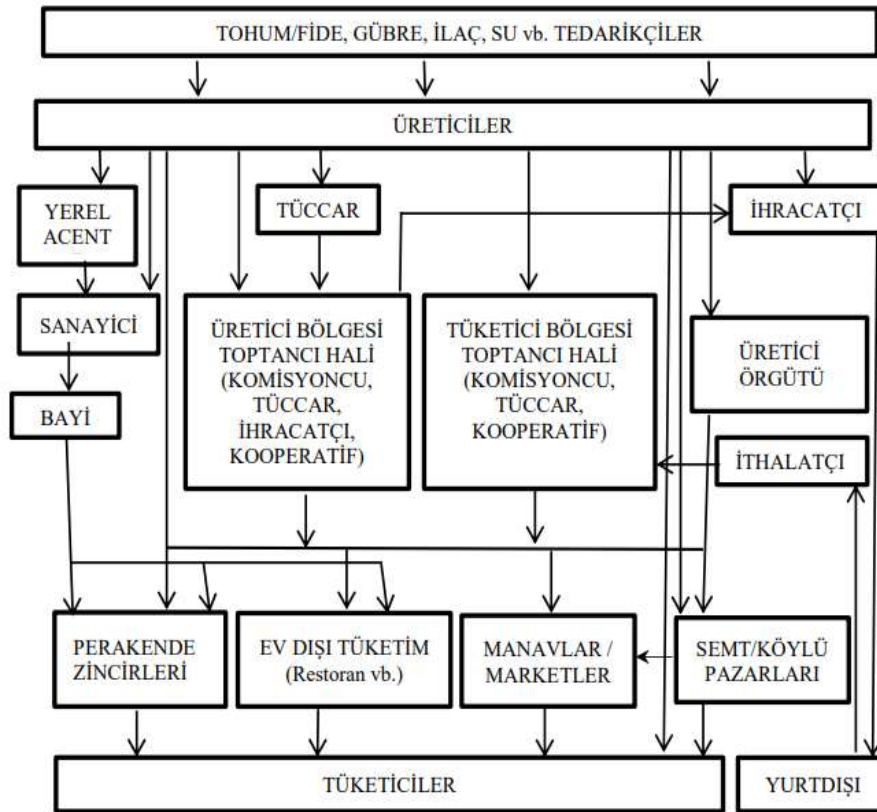 TOHUM/FİDE, GÜBRE, İLAÇ, SU vb. TEDARİKÇİLER
ÜRETİCİLER
YEREL
ACENT
TÜCCAR
İHRACATÇI
SANAYİCİ
ÜRETİCİ BÖLGESİ
TOPTANCI HALİ
(KOMİSYONCU,
TÜCCAR,
İHRACATÇI,
KOOPERATİF)
TÜKETİCİ BÖLGESİ
TOPTANCI HALİ
(KOMİSYONCU,
TÜCCAR,
KOOPERATİF)
ÜRETİCİ
ÖRGÜTÜ
BAYİ
İTHALATÇI
PERAKENDE
ZİNCİRLERİ
EV DIŞI TÜKETİM
(Restoran vb.)
MANAVLAR /
MARKETLER
SEMT/KÖYLÜ
PAZARLARI
TÜKETİCİLER
YURTDIŞI